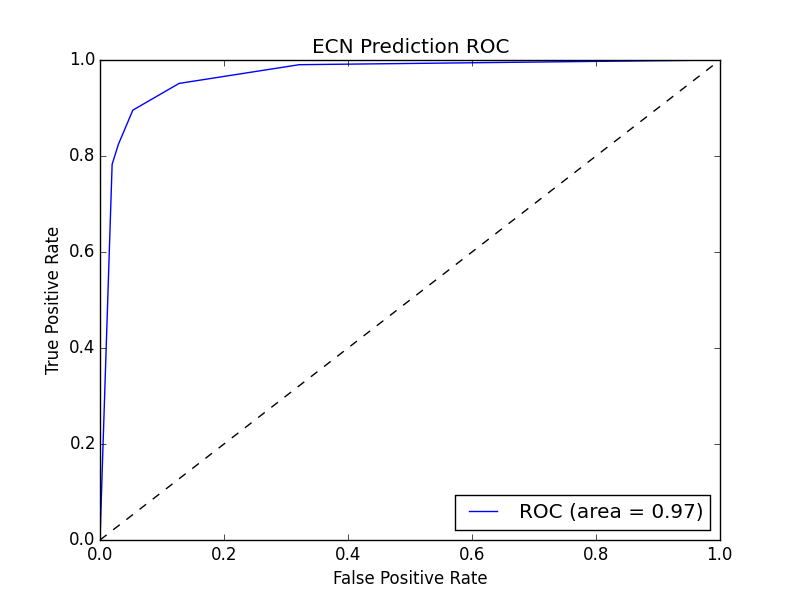 ECN Prediction ROC
1.0
0.8
0.6
0.4
0.2
0.0
True Positive Rate
0.0 0.2 0.4 0.6 0.8 1.0
False Positive Rate
ROC (area = 0.97)